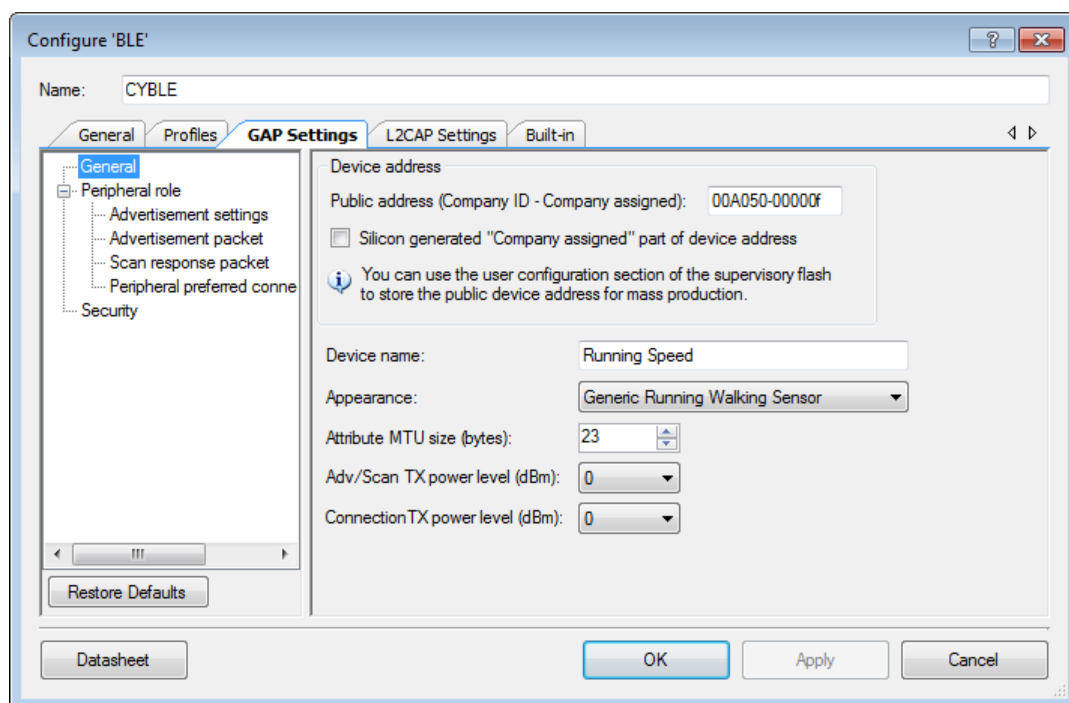 Configure 'BLE'
Name: CYBLE
General Profiles GAP Settings L2CAP Settings Built-in
General
Peripheral role
Advertisement settings
Advertisement packet
Scan response packet
Peripheral preferred conne
Security
Restore Defaults
Device address
Public address (Company ID - Company assigned): 00A050-00000f
Silicon generated "Company assigned" part of device address
You can use the user configuration section of the supervisory flash
to store the public device address for mass production.
Device name: Running Speed
Appearance: Generic Running Walking Sensor
Attribute MTU size (bytes): 23
Adv/Scan TX power level (dBm): 0
Connection TX power level (dBm): 0
Datasheet OK Apply Cancel